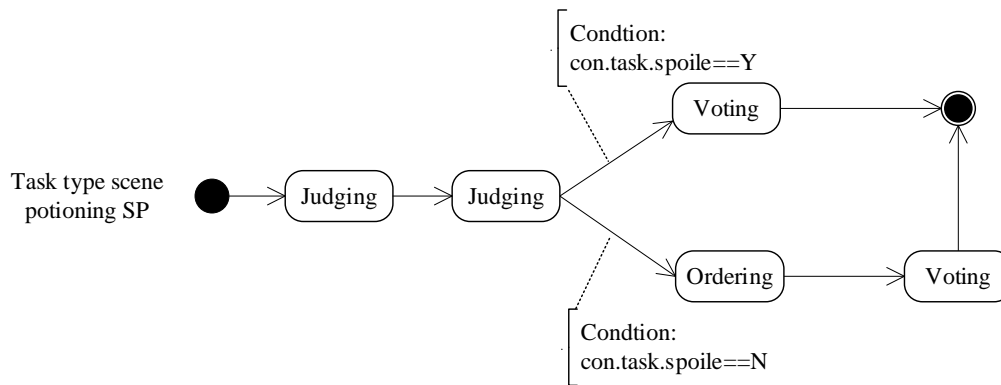 Condtion:
con.task.spoile==Y
Voting
Task type scene
potioning SP
Judging
Judging
Ordering
Voting
Condtion:
con.task.spoile==N